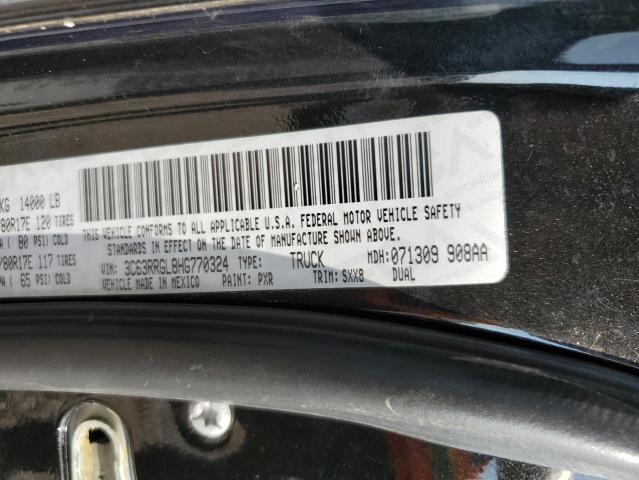 KG 14000 LB
/80R17E 120 TIRES
A ( 80 PSI) COLD
/80R17E 117 TIRES
PA ( 65 PSI) COLD
THIS VEHICLE CONFORMS TO ALL APPLICABLE U.S.A. FEDERAL MOTOR VEHICLE SAFETY
STANDARDS IN EFFECT ON THE DATE OF MANUFACTURE SHOWN ABOVE.
VIN: 3C63RRGL8HG770324 TYPE: TRUCK MDH: 071309 908AA
VEHICLE MADE IN MEXICO PAINT: PXR TRIM: SXX8 DUAL